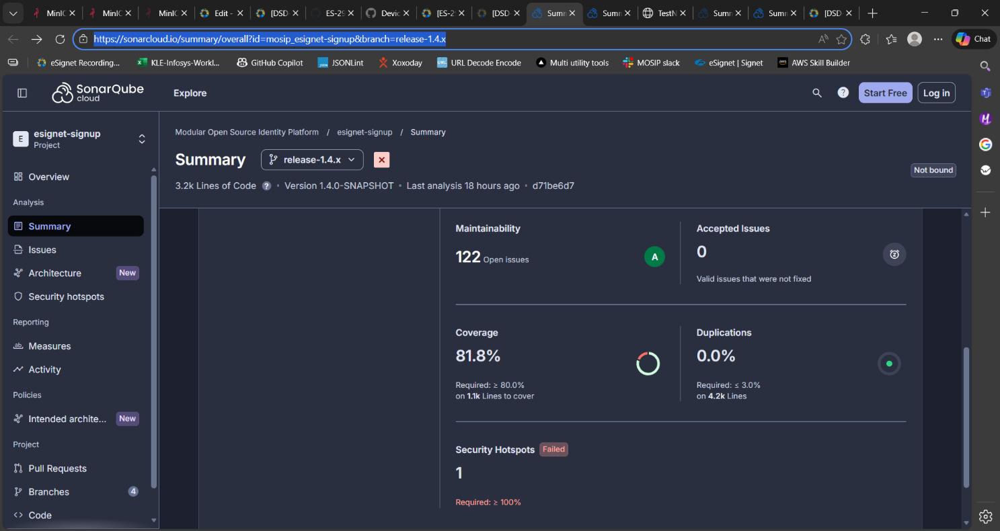 MinIC
MinIC
MinIC
Edit -
[DSD-
ES-29
Devic
[ES-2
[DSD
Summ
Summ
TestN
Summ
Summ
[DSD
https://sonarcloud.io/summary/overall?id=mosip_esignet-signup&branch=release-1.4.x
Chat
eSignet Recording...
KLE-Infosys-Workl...
GitHub Copilot
JSONLint
Xoxoday
URL Decode Encode
Multi utility tools
MOSIP slack
eSignet | Signet
AWS Skill Builder
SonarQube
cloud
Explore
Start Free
Log in
E
esignet-signup
Project
Overview
Analysis
Summary
Issues
Architecture New
Security hotspots
Reporting
Measures
Activity
Policies
Intended archite... New
Project
Pull Requests
Branches 4
Code
Modular Open Source Identity Platform / esignet-signup / Summary
Summary
release-1.4.x
Not bound
3.2k Lines of Code ? • Version 1.4.0-SNAPSHOT • Last analysis 18 hours ago • d71be6d7
Maintainability
122 Open issues
A
Accepted Issues
0
Valid issues that were not fixed
Coverage
81.8%
Required: ≥ 80.0%
on 1.1k Lines to cover
Duplications
0.0%
Required: ≤ 3.0%
on 4.2k Lines
Security Hotspots Failed
1
Required: ≥ 100%